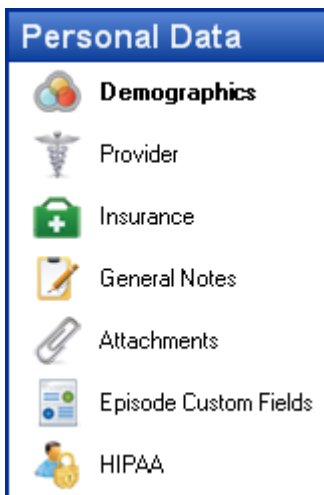 Personal Data
Demographics
Provider
Insurance
General Notes
Attachments
Episode Custom Fields
HIPAA